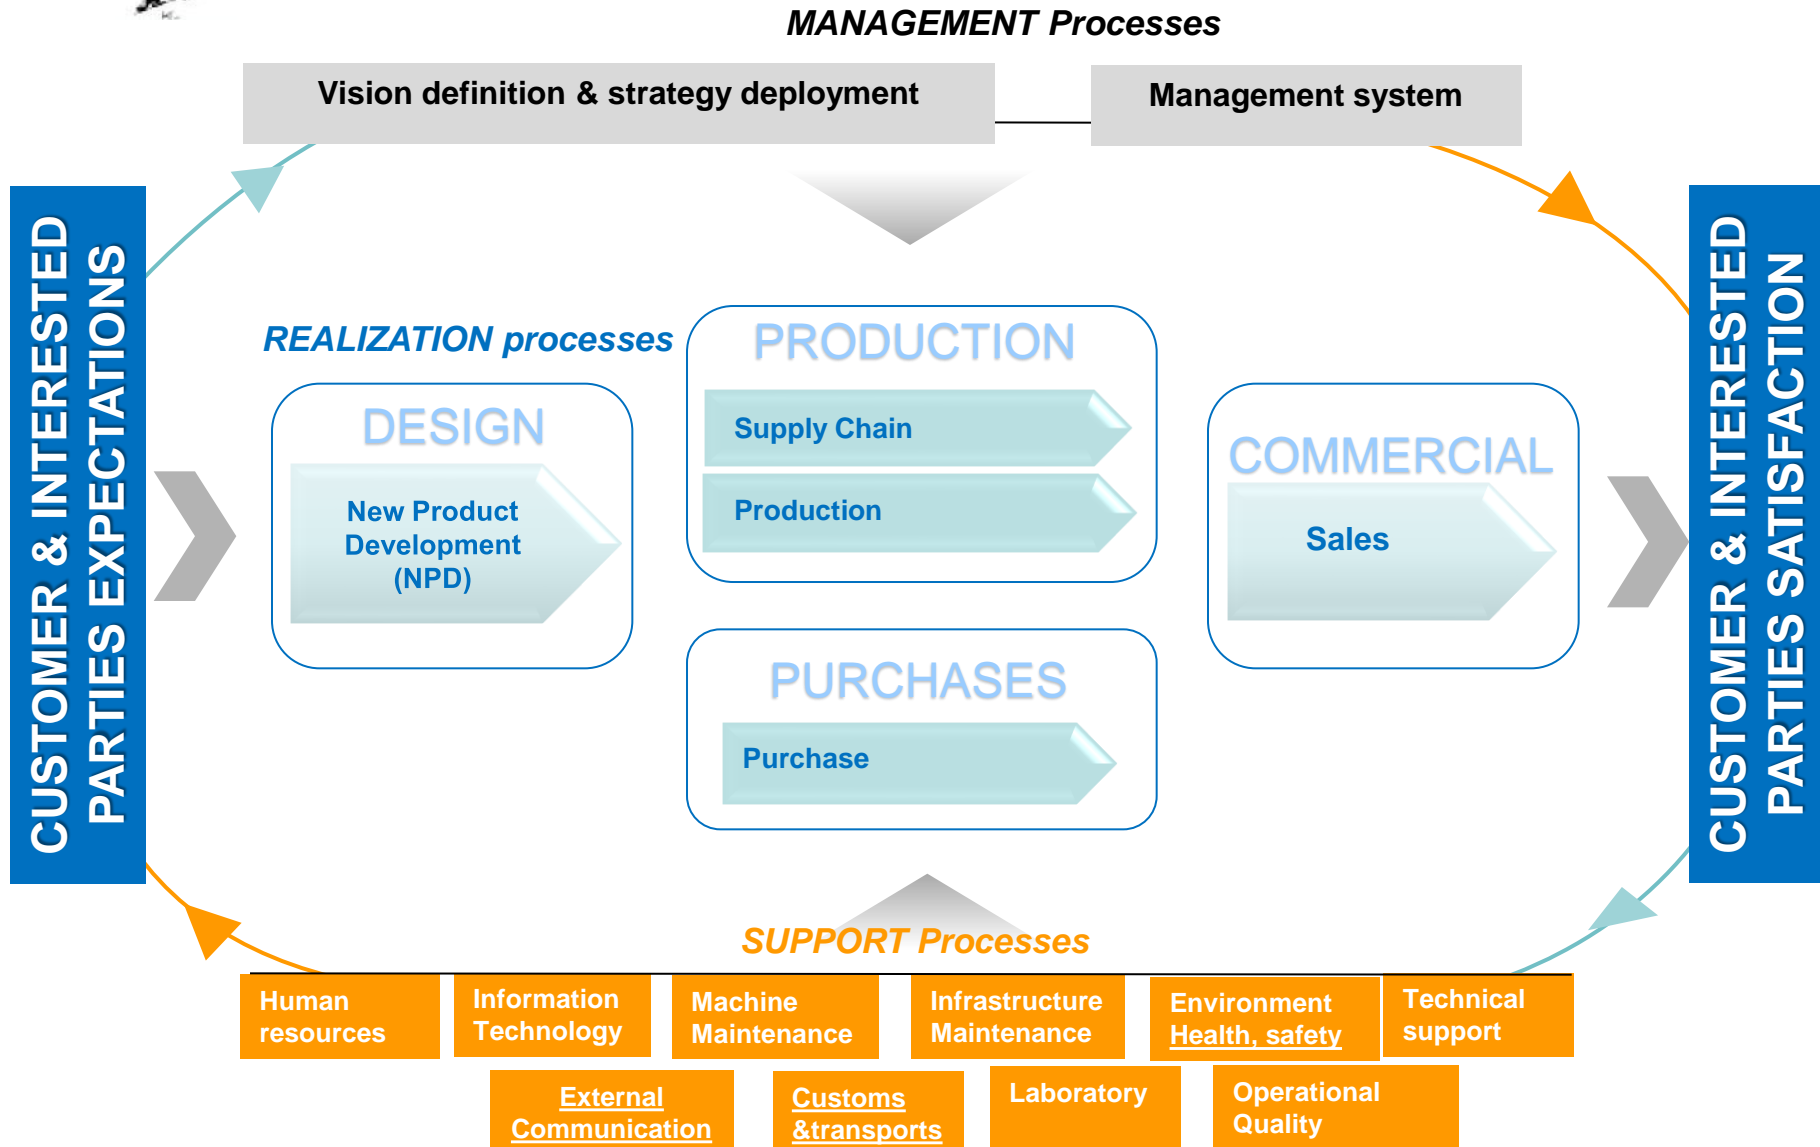 MANAGEMENT Processes
Vision definition & strategy deployment
Management system
CUSTOMER & INTERESTED
PARTIES EXPECTATIONS
REALIZATION processes
DESIGN
New Product
Development
(NPD)
PRODUCTION
Supply Chain
Production
PURCHASES
Purchase
COMMERCIAL
Sales
CUSTOMER & INTERESTED
PARTIES SATISFACTION
SUPPORT Processes
Human
resources
Information
Technology
Machine
Maintenance
Infrastructure
Maintenance
Environment
Health, safety
Technical
support
External
Communication
Customs
&transports
Laboratory
Operational
Quality